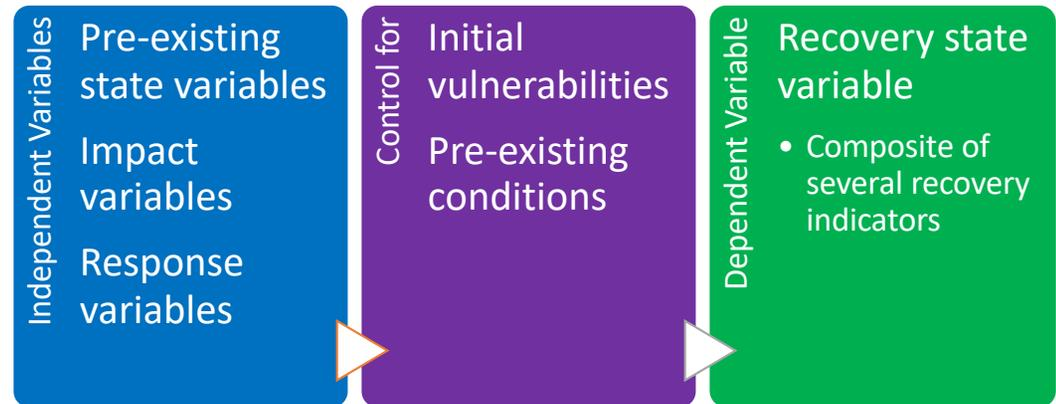 Independent Variables
Pre-existing
state variables
Impact
variables
Response
variables
Control for
Initial
vulnerabilities
Pre-existing
conditions
Dependent Variable
Recovery state
variable
• Composite of
several recovery
indicators